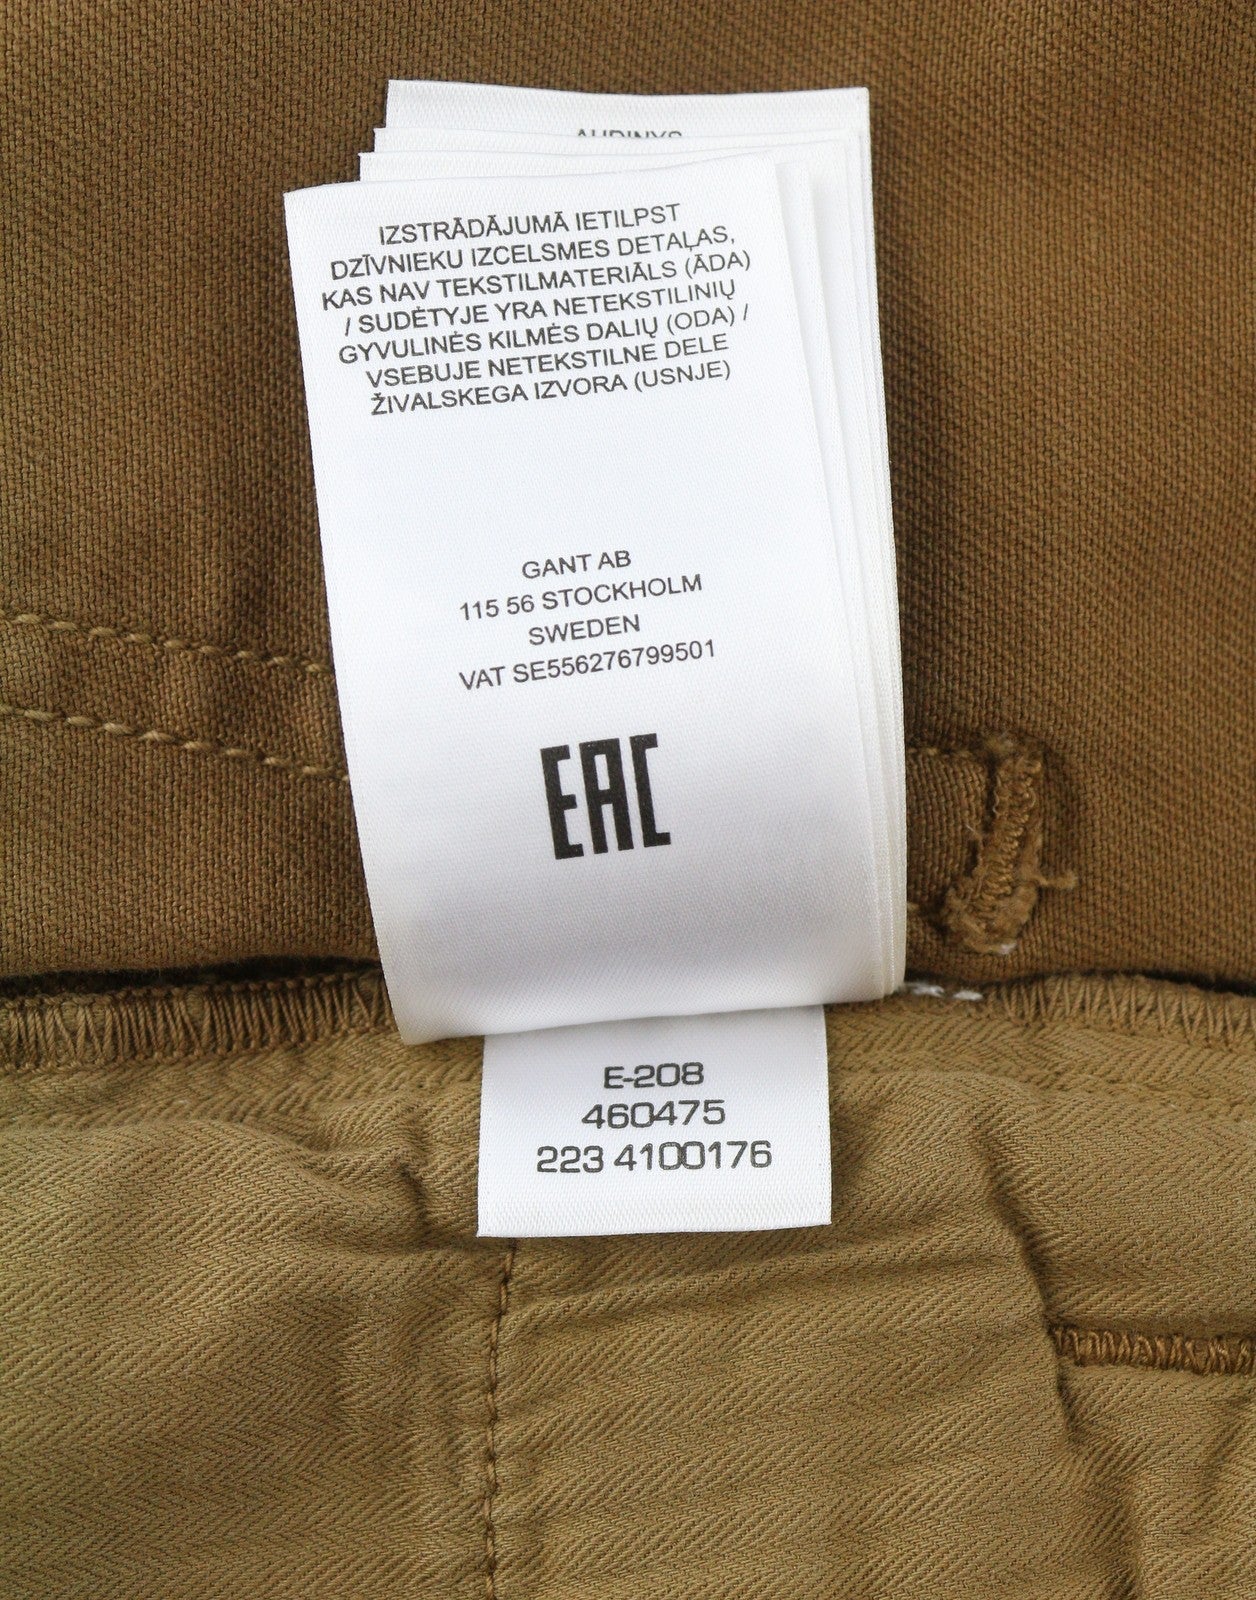 AUDINYS
IZSTRĀDĀJUMĀ IETILPST
DZĪVNIEKU IZCELSMES DETAĻAS,
KAS NAV TEKSTILMATERIĀLS (ĀDA)
/ SUDĖTYJE YRA NETEKSTILINIŲ
GYVULINĖS KILMĖS DALIŲ (ODA) /
VSEBUJE NETEKSTILNE DELE
ŽIVALSKEGA IZVORA (USNJE)
GANT AB
115 56 STOCKHOLM
SWEDEN
VAT SE556276799501
EAC
E-208
460475
223 4100176